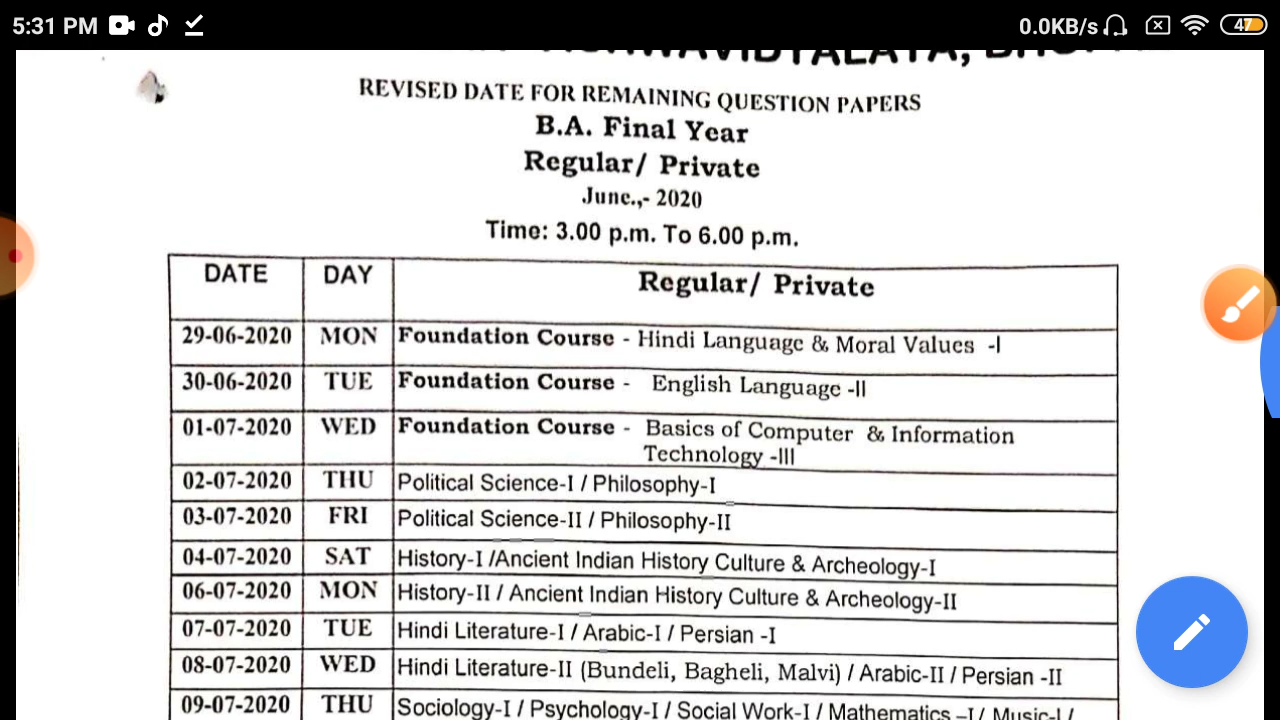 5:31 PM
0.0KB/s
47
REVISED DATE FOR REMAINING QUESTION PAPERS
B.A. Final Year
Regular/ Private
June.,- 2020
Time: 3.00 p.m. To 6.00 p.m.
DATE DAY Regular/ Private
29-06-2020 MON Foundation Course - Hindi Language & Moral Values -I
30-06-2020 TUE Foundation Course - English Language -II
01-07-2020 WED Foundation Course - Basics of Computer & Information
Technology -III
02-07-2020 THU Political Science-I / Philosophy-I
03-07-2020 FRI Political Science-II / Philosophy-II
04-07-2020 SAT History-I /Ancient Indian History Culture & Archeology-I
06-07-2020 MON History-II / Ancient Indian History Culture & Archeology-II
07-07-2020 TUE Hindi Literature-I / Arabic-I / Persian -I
08-07-2020 WED Hindi Literature-II (Bundeli, Bagheli, Malvi) / Arabic-II / Persian -II
09-07-2020 THU Sociology-I / Psychology-I / Social Work-I / Mathematics –I / Music-I /